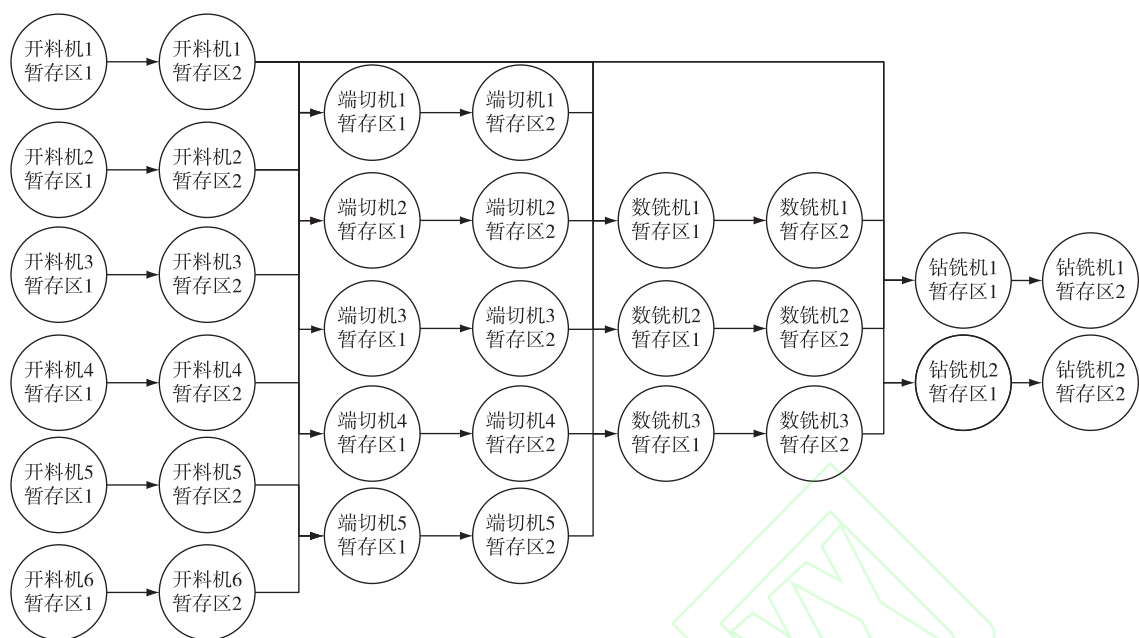 开料机1
暂存区1
开料机1
暂存区2
端切机1
暂存区1
端切机1
暂存区2
开料机2
暂存区1
开料机2
暂存区2
端切机2
暂存区1
端切机2
暂存区2
数铣机1
暂存区1
数铣机1
暂存区2
开料机3
暂存区1
开料机3
暂存区2
钻铣机1
暂存区1
钻铣机1
暂存区2
端切机3
暂存区1
端切机3
暂存区2
数铣机2
暂存区1
数铣机2
暂存区2
开料机4
暂存区1
开料机4
暂存区2
钻铣机2
暂存区1
钻铣机2
暂存区2
端切机4
暂存区1
端切机4
暂存区2
数铣机3
暂存区1
数铣机3
暂存区2
开料机5
暂存区1
开料机5
暂存区2
端切机5
暂存区1
端切机5
暂存区2
开料机6
暂存区1
开料机6
暂存区2